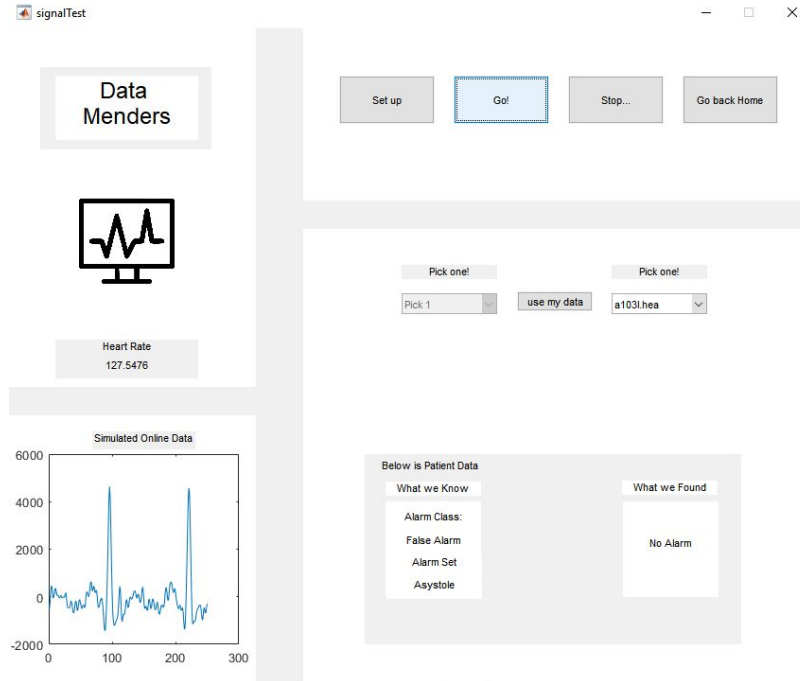 signalTest
Data
Menders
Set up
Go!
Stop...
Go back Home
Pick one!
Pick one!
Pick 1
use my data
a103l.hea
Heart Rate
127.5476
Simulated Online Data
6000
4000
2000
0
-2000
0
100
200
300
Below is Patient Data
What we Know
What we Found
Alarm Class:
False Alarm
Alarm Set
Asystole
No Alarm